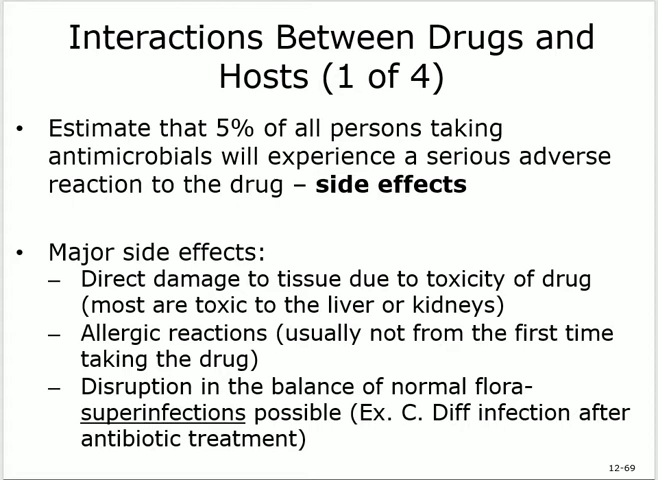 Interactions Between Drugs and
Hosts (1 of 4)
• Estimate that 5% of all persons taking
antimicrobials will experience a serious adverse
reaction to the drug – side effects
• Major side effects:
– Direct damage to tissue due to toxicity of drug
(most are toxic to the liver or kidneys)
– Allergic reactions (usually not from the first time
taking the drug)
– Disruption in the balance of normal flora-
superinfections possible (Ex. C. Diff infection after
antibiotic treatment)
12-69